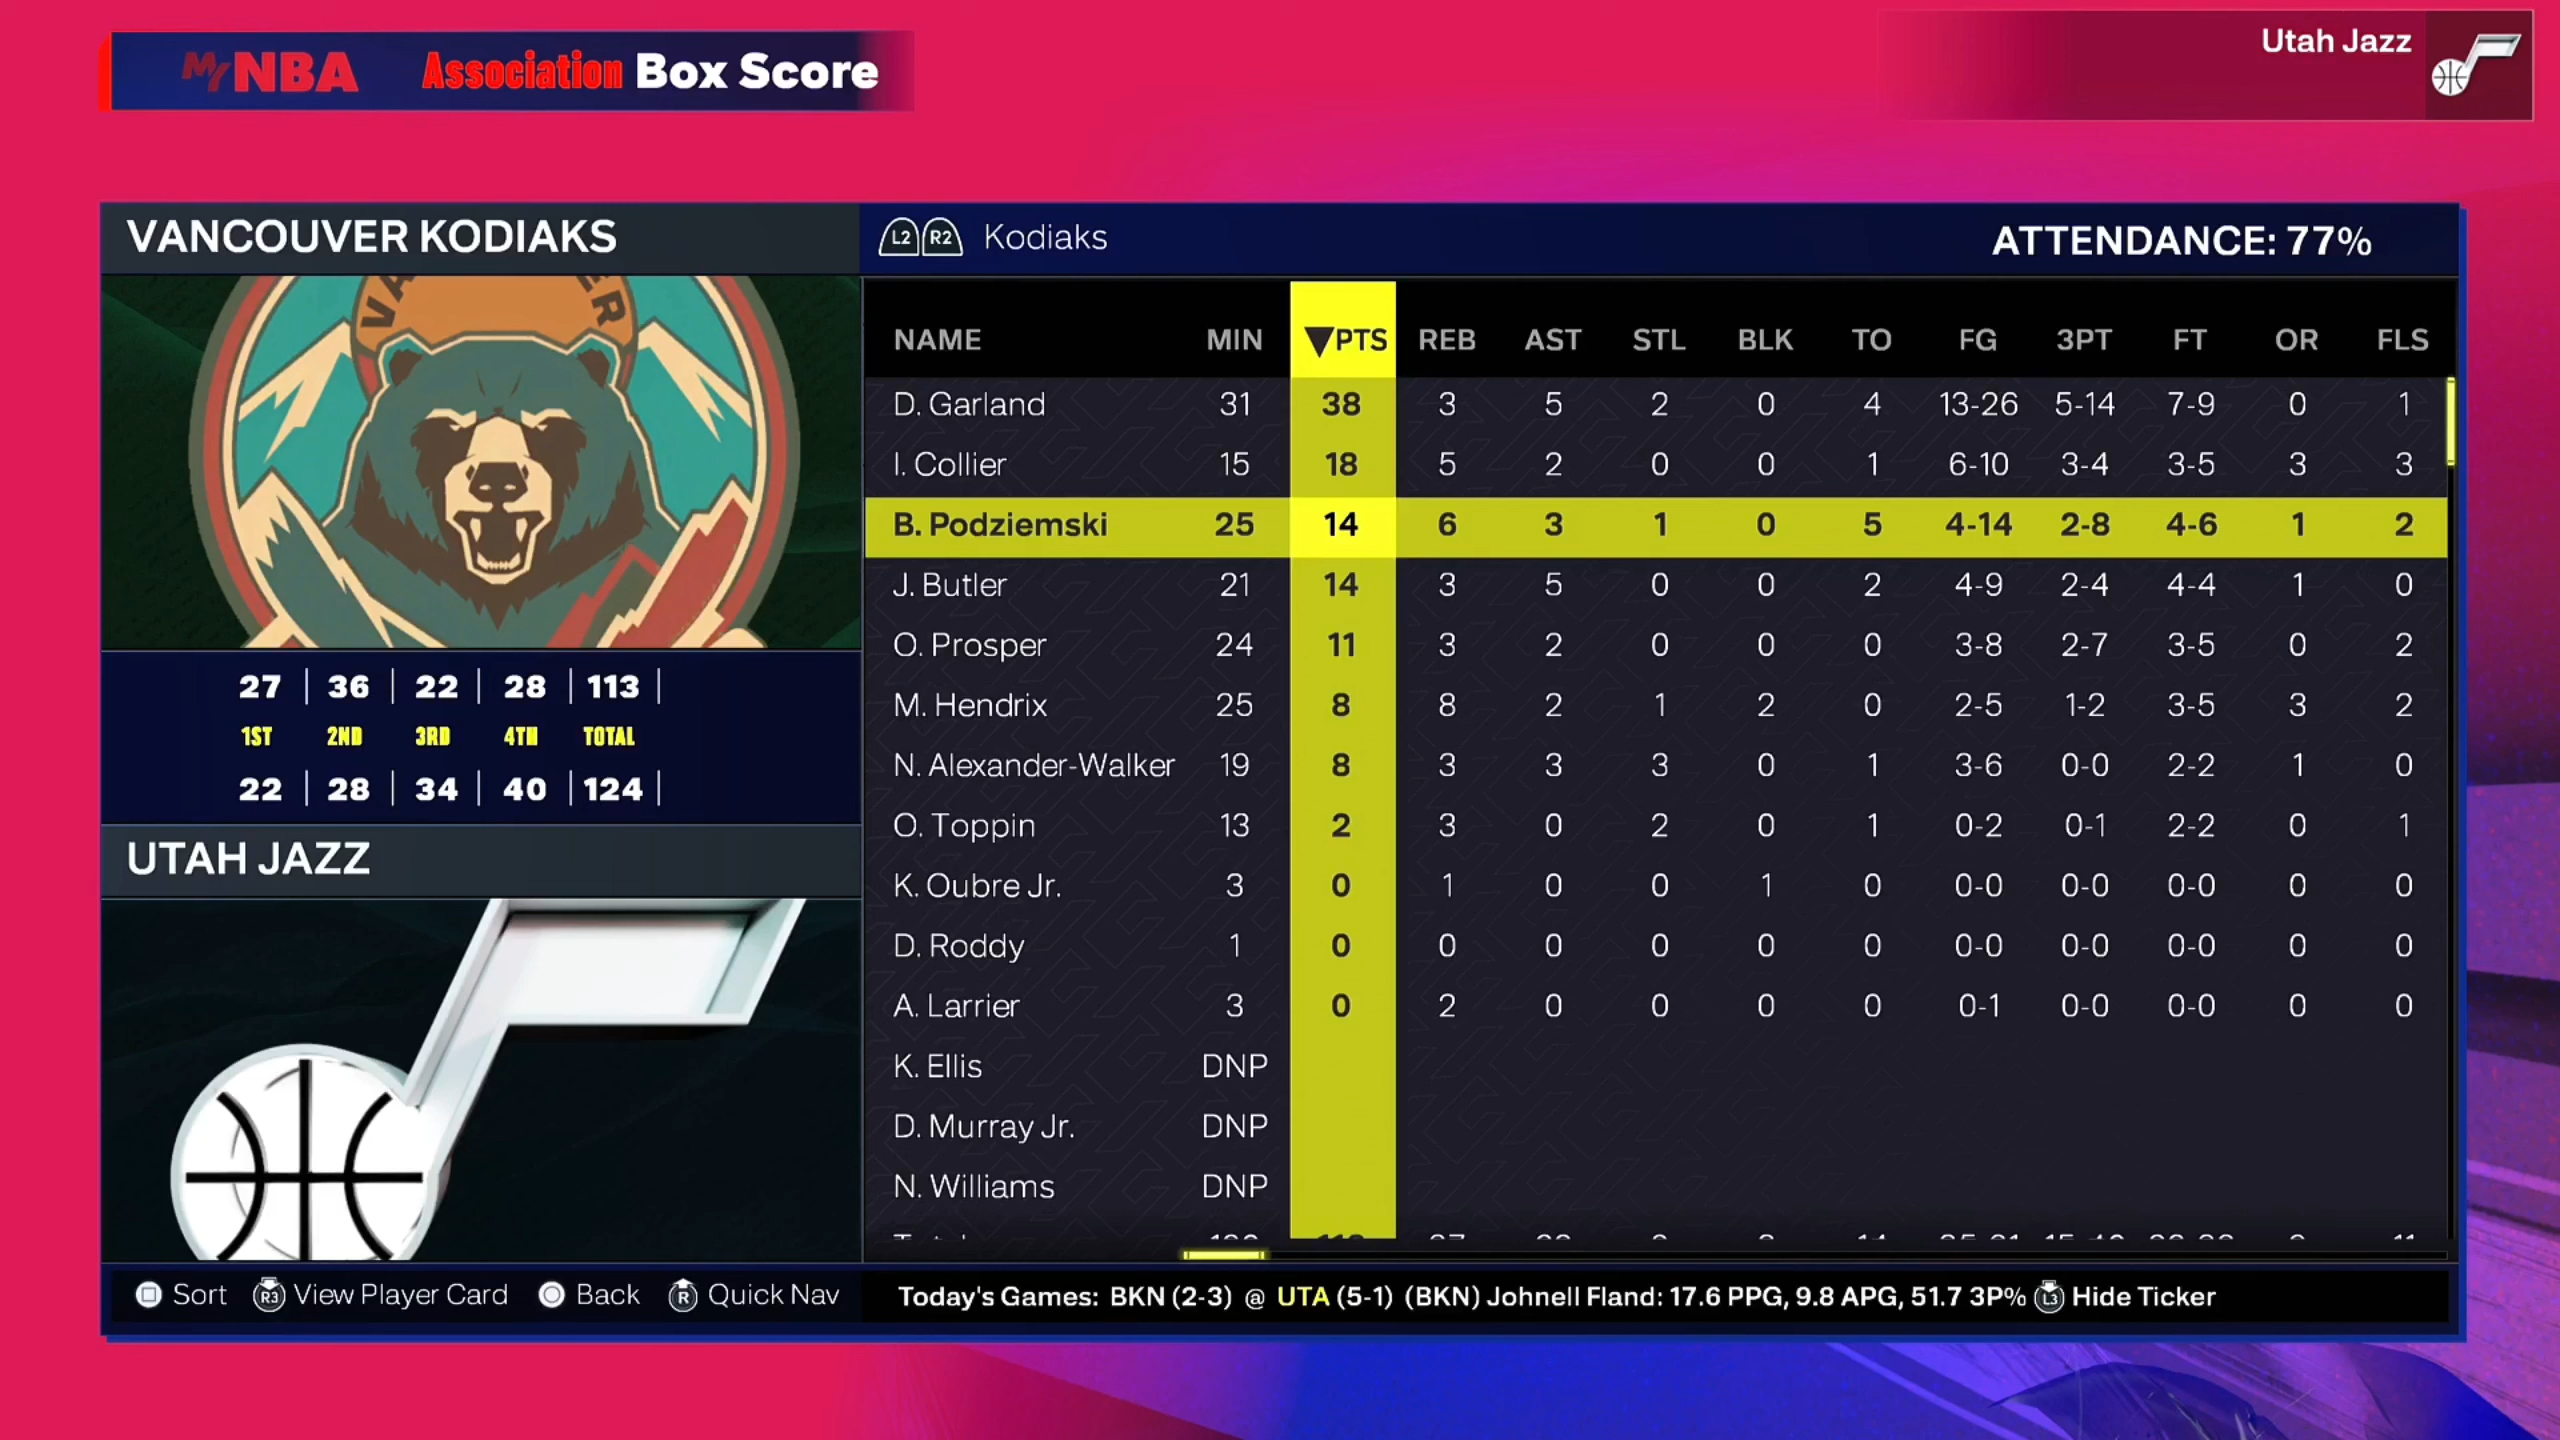 MyNBA Association Box Score
Utah Jazz
VANCOUVER KODIAKS
VANCOUVER
27 | 36 | 22 | 28 | 113 |
1ST 2ND 3RD 4TH TOTAL
22 | 28 | 34 | 40 | 124 |
UTAH JAZZ
L2 R2 Kodiaks
ATTENDANCE: 77%
NAME MIN ▼PTS REB AST STL BLK TO FG 3PT FT OR FLS
D. Garland 31 38 3 5 2 0 4 13-26 5-14 7-9 0 1
I. Collier 15 18 5 2 0 0 1 6-10 3-4 3-5 3 3
B. Podziemski 25 14 6 3 1 0 5 4-14 2-8 4-6 1 2
J. Butler 21 14 3 5 0 0 2 4-9 2-4 4-4 1 0
O. Prosper 24 11 3 2 0 0 0 3-8 2-7 3-5 0 2
M. Hendrix 25 8 8 2 1 2 0 2-5 1-2 3-5 3 2
N. Alexander-Walker 19 8 3 3 3 0 1 3-6 0-0 2-2 1 0
O. Toppin 13 2 3 0 2 0 1 0-2 0-1 2-2 0 1
K. Oubre Jr. 3 0 1 0 0 1 0 0-0 0-0 0-0 0 0
D. Roddy 1 0 0 0 0 0 0 0-0 0-0 0-0 0 0
A. Larrier 3 0 2 0 0 0 0 0-1 0-0 0-0 0 0
K. Ellis DNP
D. Murray Jr. DNP
N. Williams DNP
Sort R3 View Player Card Back R Quick Nav
Today's Games: BKN (2-3) @ UTA (5-1) (BKN) Johnell Fland: 17.6 PPG, 9.8 APG, 51.7 3P% L3 Hide Ticker